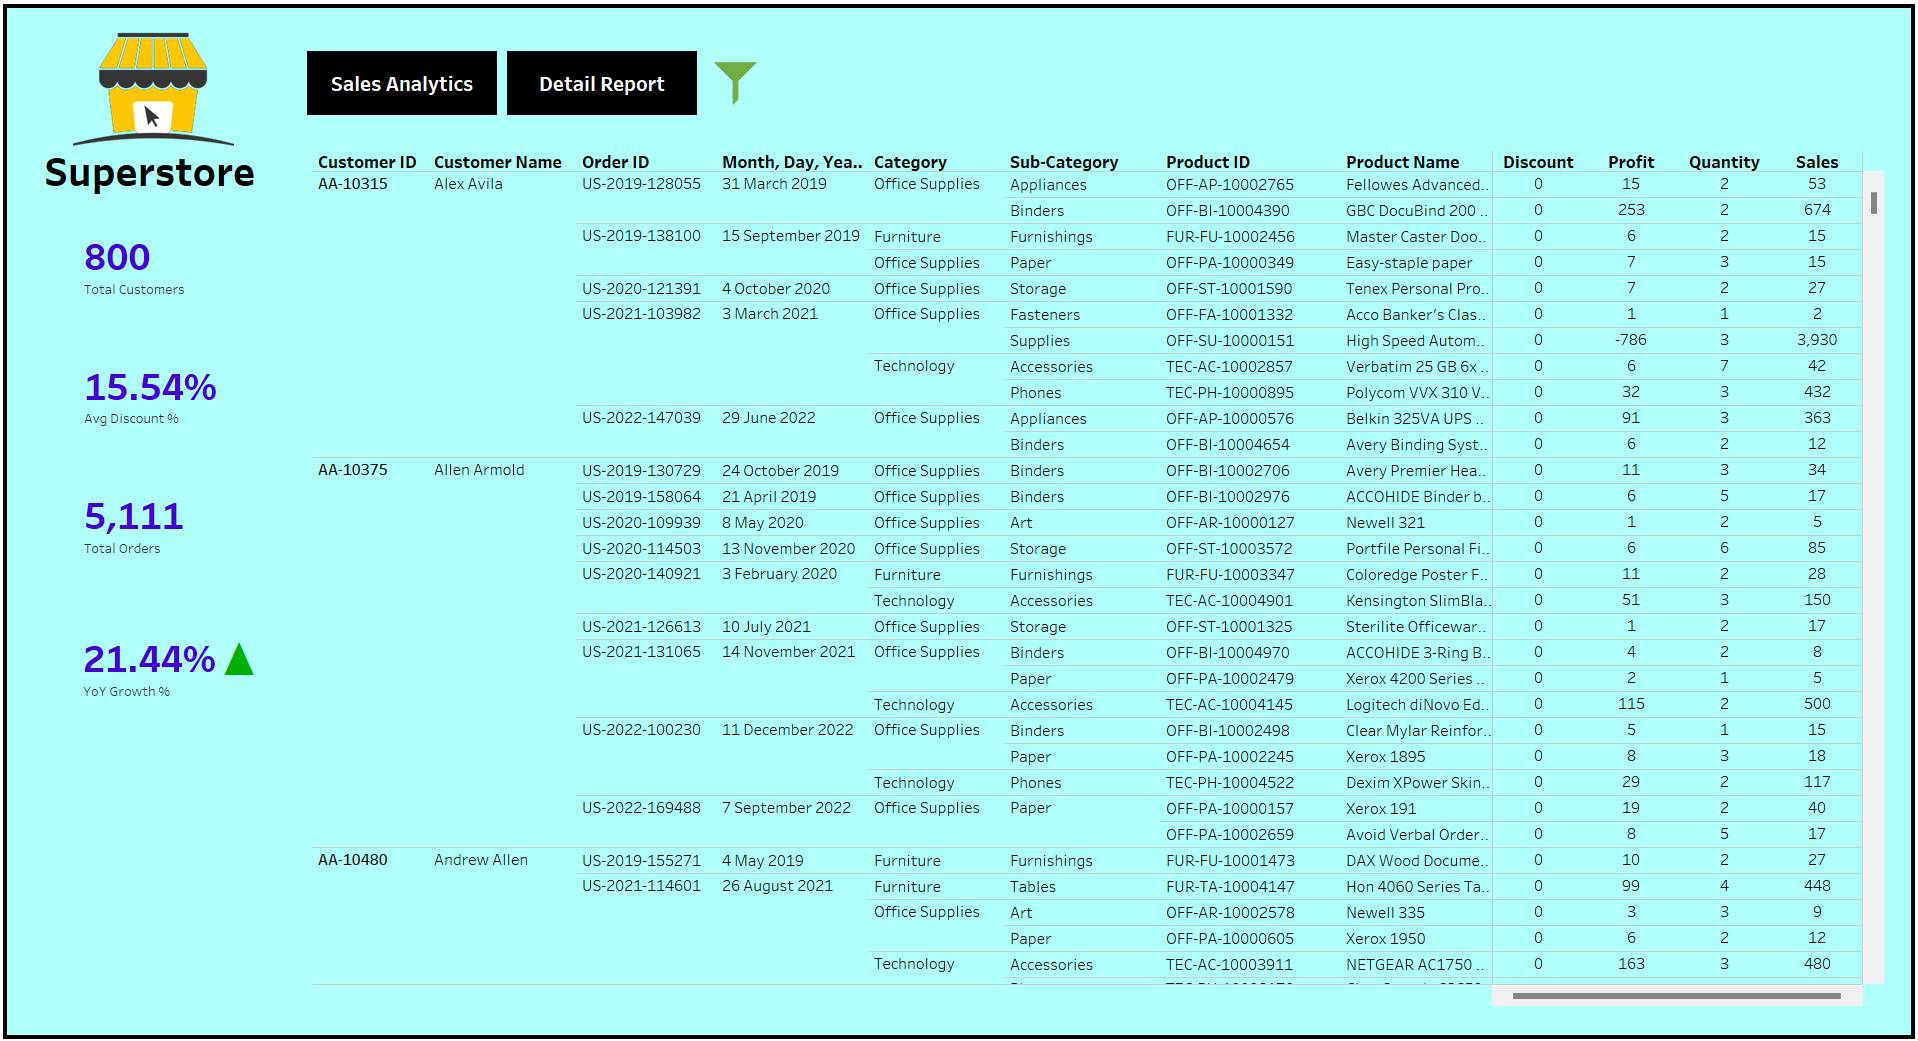 Superstore
Sales Analytics
Detail Report
800
Total Customers
15.54%
Avg Discount %
5,111
Total Orders
21.44%
YoY Growth %
Customer ID Customer Name Order ID Month, Day, Yea.. Category Sub-Category Product ID Product Name Discount Profit Quantity Sales
AA-10315 Alex Avila US-2019-128055 31 March 2019 Office Supplies Appliances OFF-AP-10002765 Fellowes Advanced.. 0 15 2 53
Binders OFF-BI-10004390 GBC DocuBind 200 .. 0 253 2 674
US-2019-138100 15 September 2019 Furniture Furnishings FUR-FU-10002456 Master Caster Doo.. 0 6 2 15
Office Supplies Paper OFF-PA-10000349 Easy-staple paper 0 7 3 15
US-2020-121391 4 October 2020 Office Supplies Storage OFF-ST-10001590 Tenex Personal Pro.. 0 7 2 27
US-2021-103982 3 March 2021 Office Supplies Fasteners OFF-FA-10001332 Acco Banker's Clas.. 0 1 1 2
Supplies OFF-SU-10000151 High Speed Autom.. 0 -786 3 3,930
Technology Accessories TEC-AC-10002857 Verbatim 25 GB 6x .. 0 6 7 42
Phones TEC-PH-10000895 Polycom VVX 310 V.. 0 32 3 432
US-2022-147039 29 June 2022 Office Supplies Appliances OFF-AP-10000576 Belkin 325VA UPS .. 0 91 3 363
Binders OFF-BI-10004654 Avery Binding Syst.. 0 6 2 12
AA-10375 Allen Armold US-2019-130729 24 October 2019 Office Supplies Binders OFF-BI-10002706 Avery Premier Hea.. 0 11 3 34
US-2019-158064 21 April 2019 Office Supplies Binders OFF-BI-10002976 ACCOHIDE Binder b.. 0 6 5 17
US-2020-109939 8 May 2020 Office Supplies Art OFF-AR-10000127 Newell 321 0 1 2 5
US-2020-114503 13 November 2020 Office Supplies Storage OFF-ST-10003572 Portfile Personal Fi.. 0 6 6 85
US-2020-140921 3 February 2020 Furniture Furnishings FUR-FU-10003347 Coloredge Poster F.. 0 11 2 28
Technology Accessories TEC-AC-10004901 Kensington SlimBla.. 0 51 3 150
US-2021-126613 10 July 2021 Office Supplies Storage OFF-ST-10001325 Sterilite Officewar.. 0 1 2 17
US-2021-131065 14 November 2021 Office Supplies Binders OFF-BI-10004970 ACCOHIDE 3-Ring B.. 0 4 2 8
Paper OFF-PA-10002479 Xerox 4200 Series .. 0 2 1 5
Technology Accessories TEC-AC-10004145 Logitech diNovo Ed.. 0 115 2 500
US-2022-100230 11 December 2022 Office Supplies Binders OFF-BI-10002498 Clear Mylar Reinfor.. 0 5 1 15
Paper OFF-PA-10002245 Xerox 1895 0 8 3 18
Technology Phones TEC-PH-10004522 Dexim XPower Skin.. 0 29 2 117
US-2022-169488 7 September 2022 Office Supplies Paper OFF-PA-10000157 Xerox 191 0 19 2 40
OFF-PA-10002659 Avoid Verbal Order.. 0 8 5 17
AA-10480 Andrew Allen US-2019-155271 4 May 2019 Furniture Furnishings FUR-FU-10001473 DAX Wood Docume.. 0 10 2 27
US-2021-114601 26 August 2021 Furniture Tables FUR-TA-10004147 Hon 4060 Series Ta.. 0 99 4 448
Office Supplies Art OFF-AR-10002578 Newell 335 0 3 3 9
Paper OFF-PA-10000605 Xerox 1950 0 6 2 12
Technology Accessories TEC-AC-10003911 NETGEAR AC1750 .. 0 163 3 480